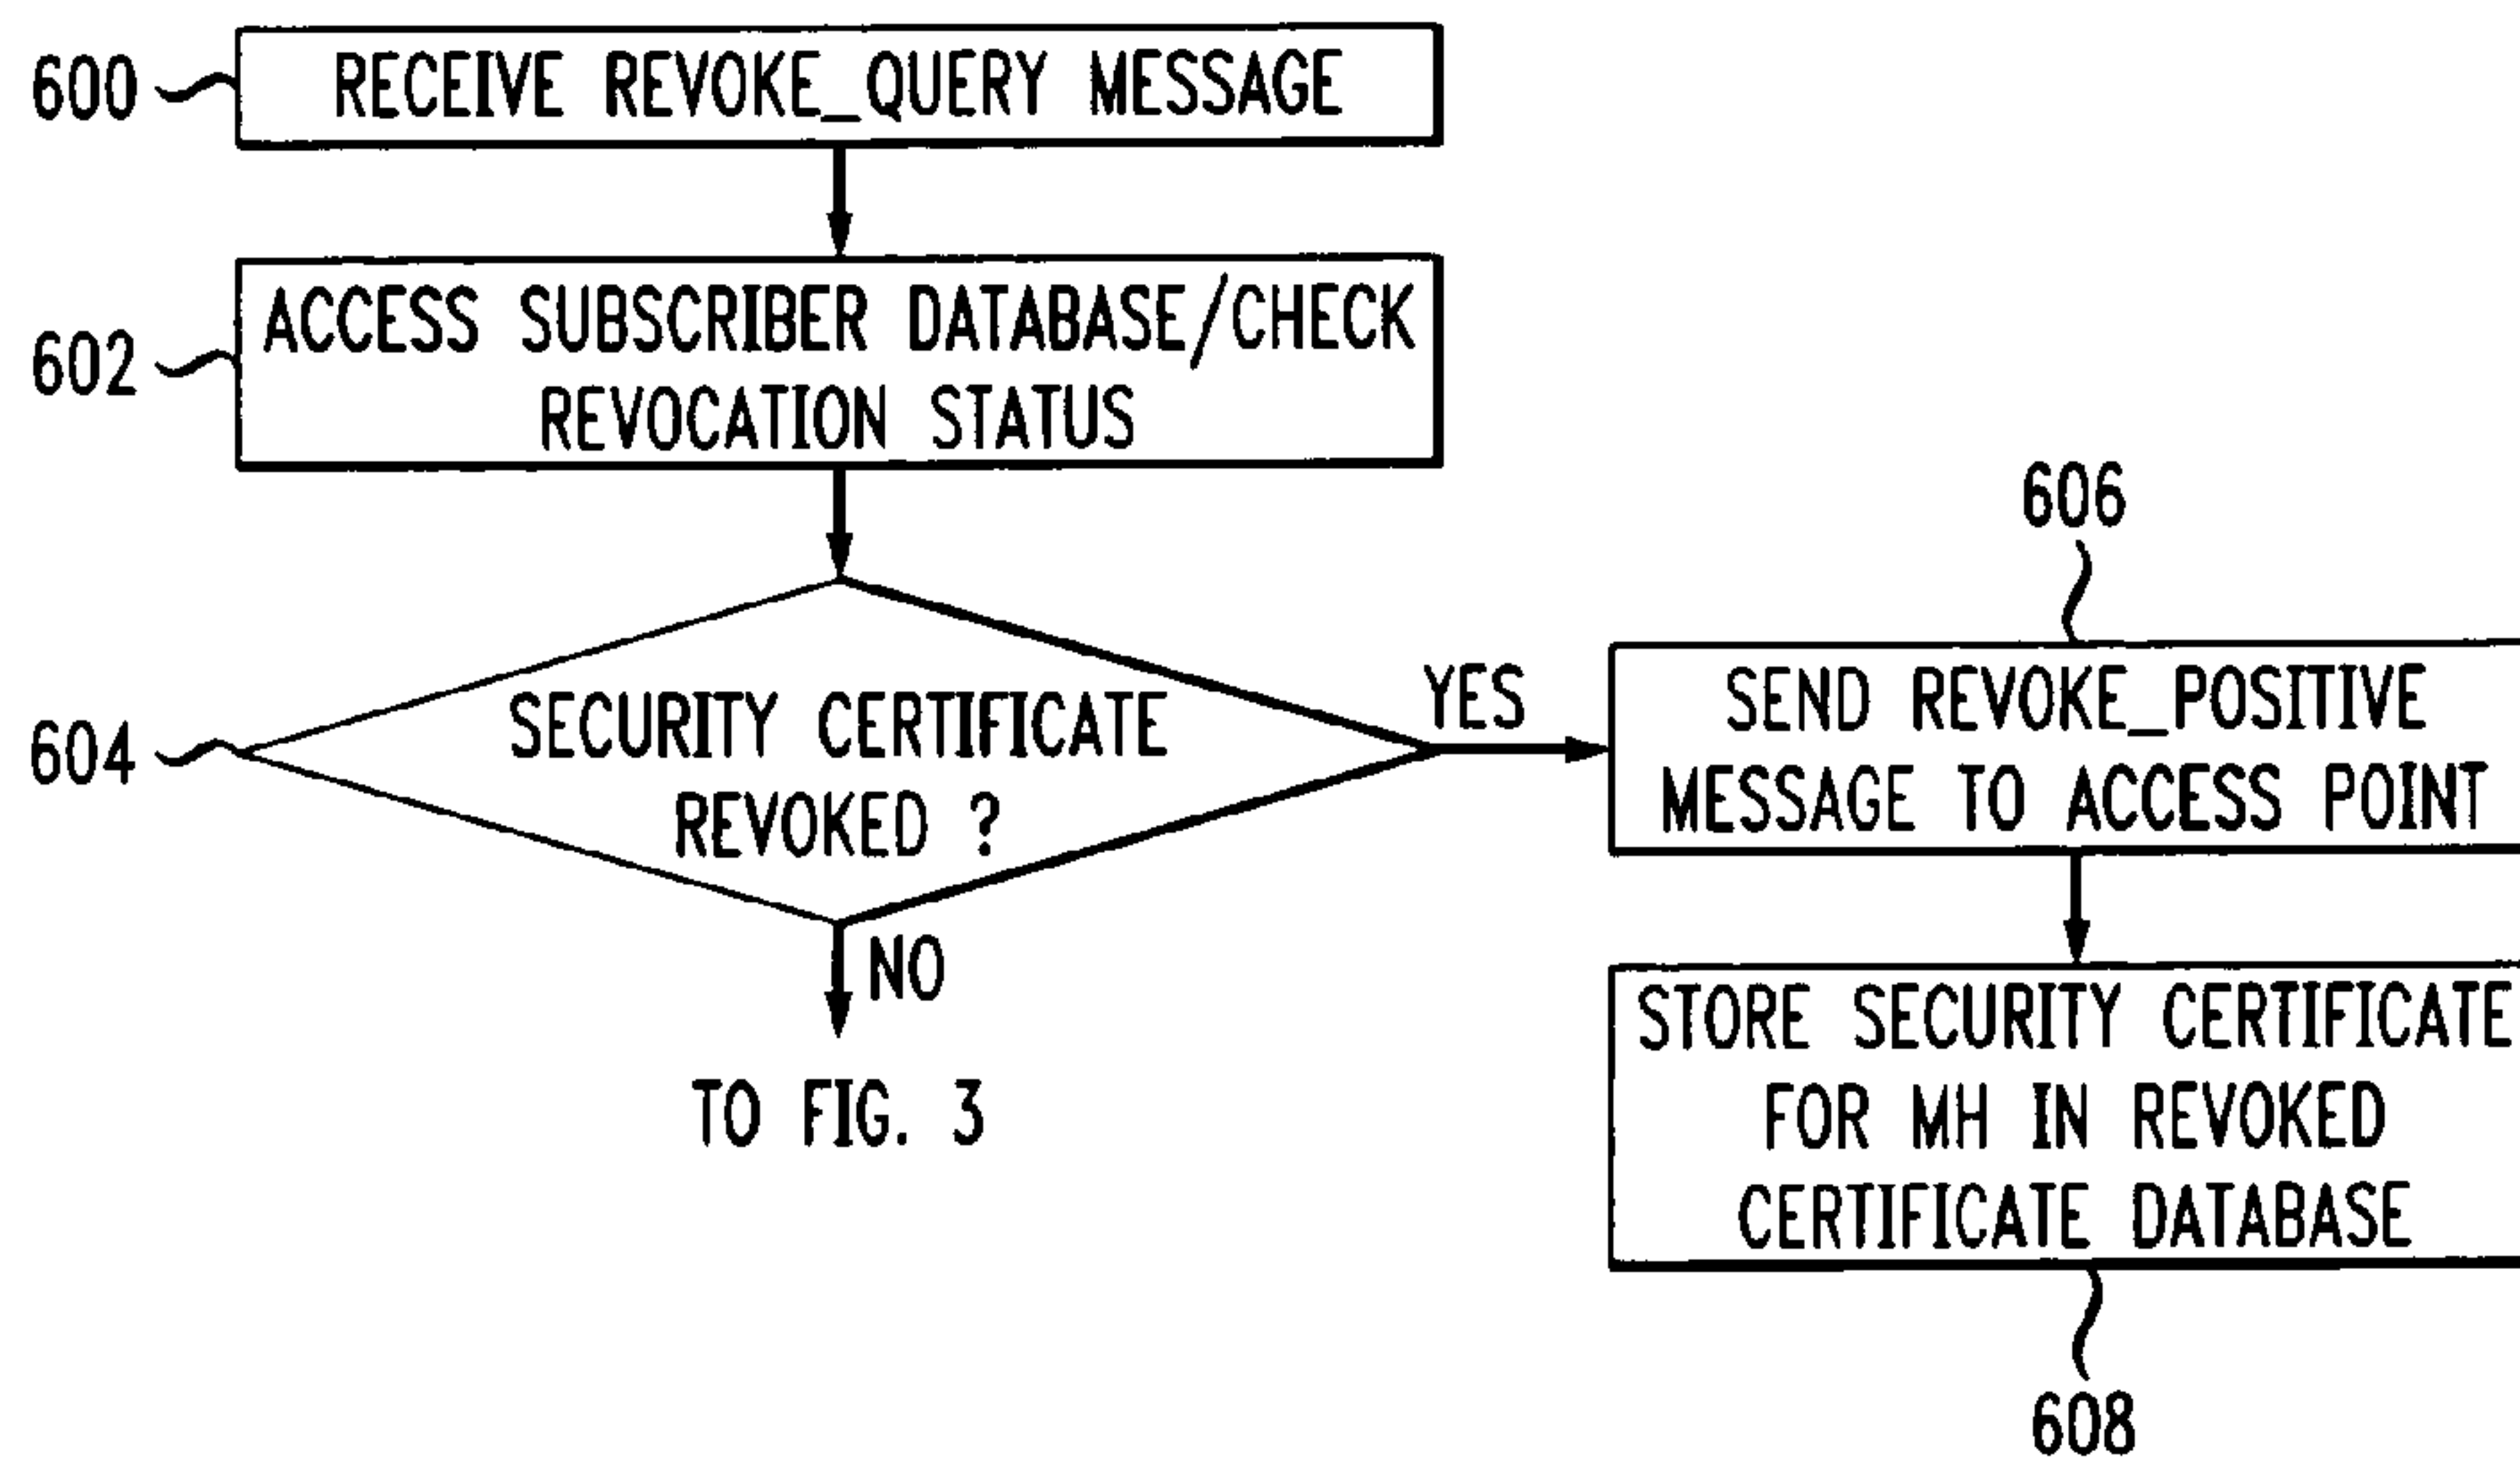 600
RECEIVE REVOKE_QUERY MESSAGE
602
ACCESS SUBSCRIBER DATABASE/CHECK
REVOCATION STATUS
604
SECURITY CERTIFICATE
REVOKED ?
YES
NO
TO FIG. 3
606
SEND REVOKE_POSITIVE
MESSAGE TO ACCESS POINT
STORE SECURITY CERTIFICATE
FOR MH IN REVOKED
CERTIFICATE DATABASE
608